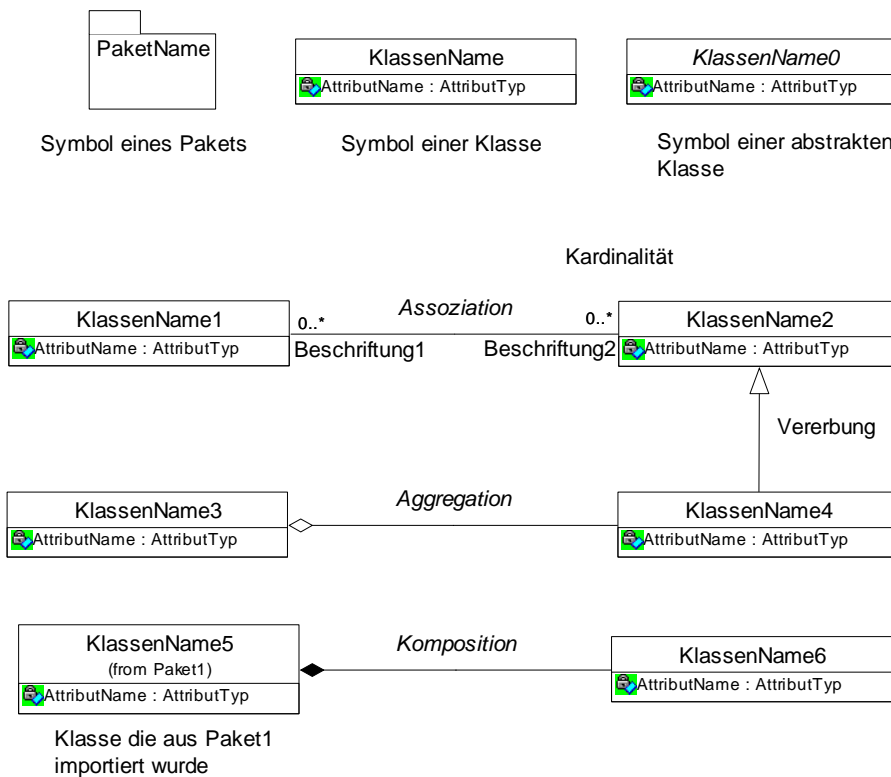 PaketName
KlassenName
AttributName : AttributTyp
KlassenName0
AttributName : AttributTyp
Symbol eines Pakets
Symbol einer Klasse
Symbol einer abstrakten
Klasse
Kardinalität
KlassenName1
AttributName : AttributTyp
0..*
Assoziation
0..*
Beschriftung1
Beschriftung2
KlassenName2
AttributName : AttributTyp
Vererbung
KlassenName3
AttributName : AttributTyp
Aggregation
KlassenName4
AttributName : AttributTyp
KlassenName5
(from Paket1)
AttributName : AttributTyp
Komposition
KlassenName6
AttributName : AttributTyp
Klasse die aus Paket1
importiert wurde